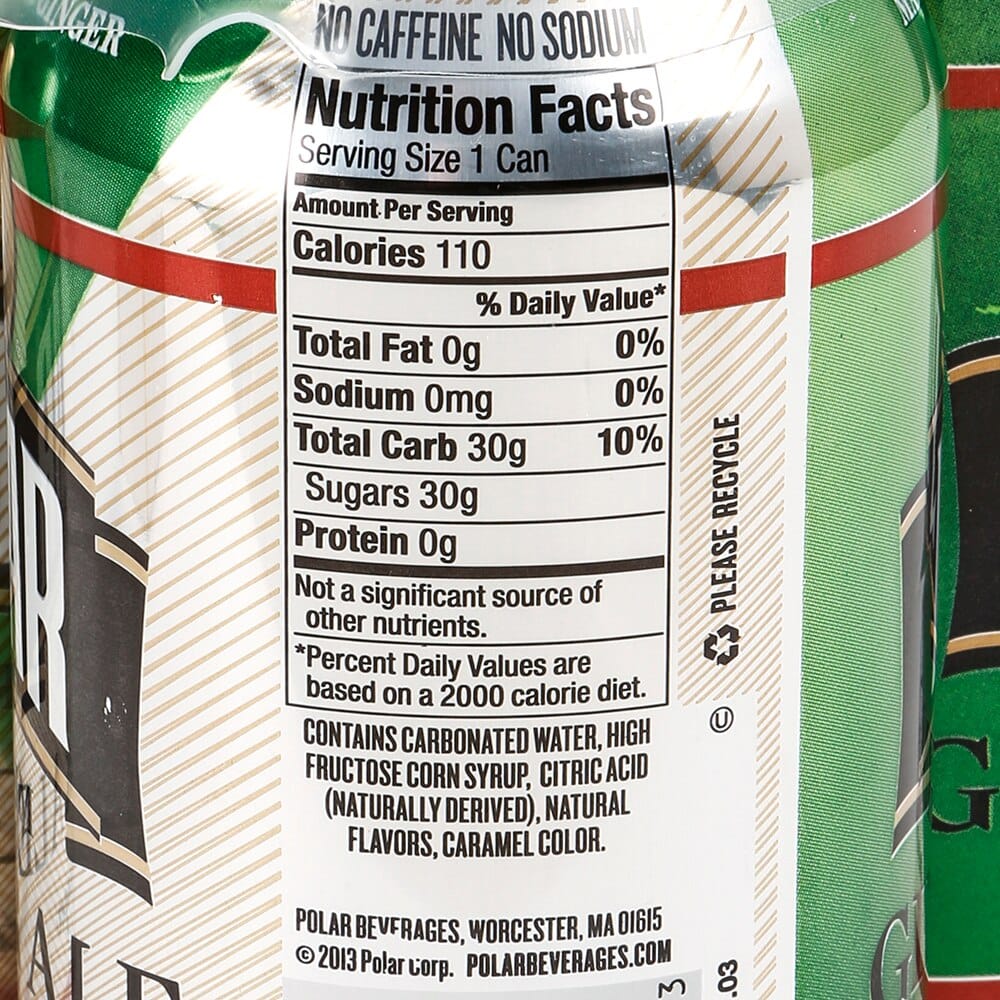 GINGER
NO CAFFEINE NO SODIUM
Nutrition Facts
Serving Size 1 Can
Amount Per Serving
Calories 110
% Daily Value*
Total Fat 0g 0%
Sodium 0mg 0%
Total Carb 30g 10%
Sugars 30g
Protein 0g
Not a significant source of
other nutrients.
*Percent Daily Values are
based on a 2000 calorie diet.
CONTAINS CARBONATED WATER, HIGH
FRUCTOSE CORN SYRUP, CITRIC ACID
(NATURALLY DERIVED), NATURAL
FLAVORS, CARAMEL COLOR.
POLAR BEVERAGES, WORCESTER, MA 01615
© 2013 Polar Corp. POLARBEVERAGES.COM
PLEASE RECYCLE
U
R
ALE
G
G
3
.03